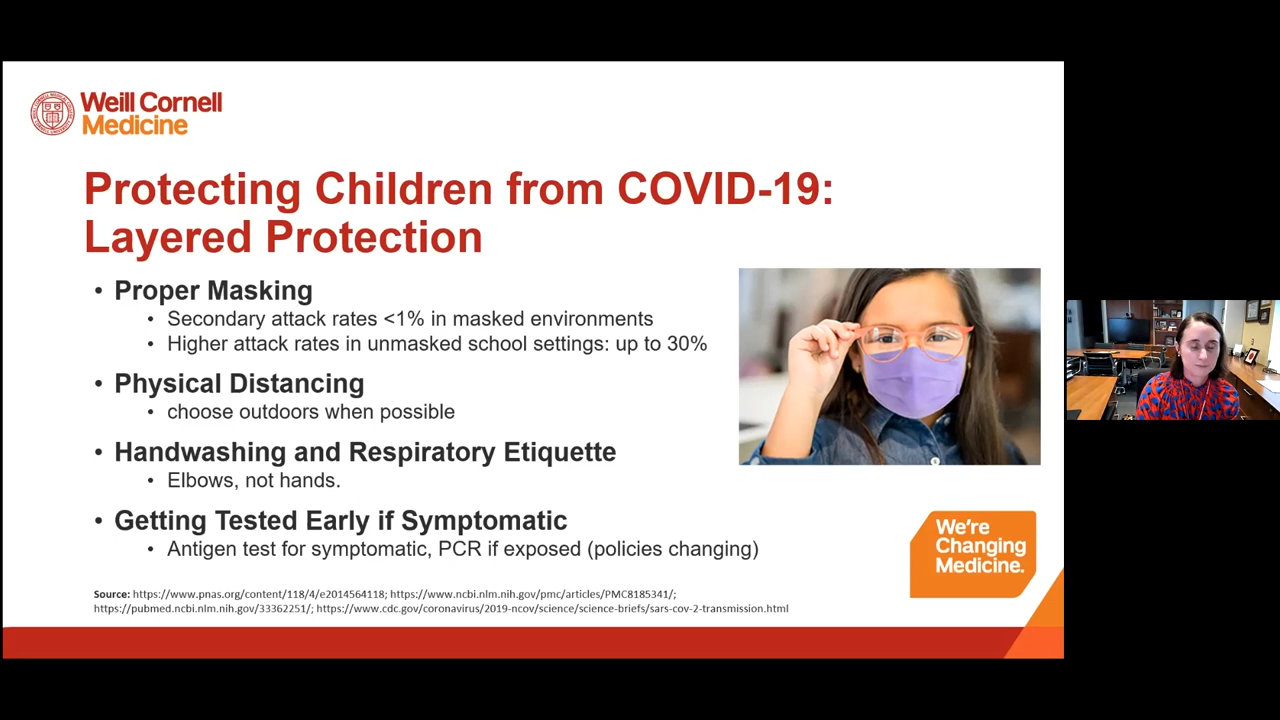 Weill Cornell
Medicine
Protecting Children from COVID-19:
Layered Protection
• Proper Masking
• Secondary attack rates <1% in masked environments
• Higher attack rates in unmasked school settings: up to 30%
• Physical Distancing
• choose outdoors when possible
• Handwashing and Respiratory Etiquette
• Elbows, not hands.
• Getting Tested Early if Symptomatic
• Antigen test for symptomatic, PCR if exposed (policies changing)
We're
Changing
Medicine.
Source: https://www.pnas.org/content/118/4/e2014564118; https://www.ncbi.nlm.nih.gov/pmc/articles/PMC8185341/;
https://pubmed.ncbi.nlm.nih.gov/33362251/; https://www.cdc.gov/coronavirus/2019-ncov/science/science-briefs/sars-cov-2-transmission.html